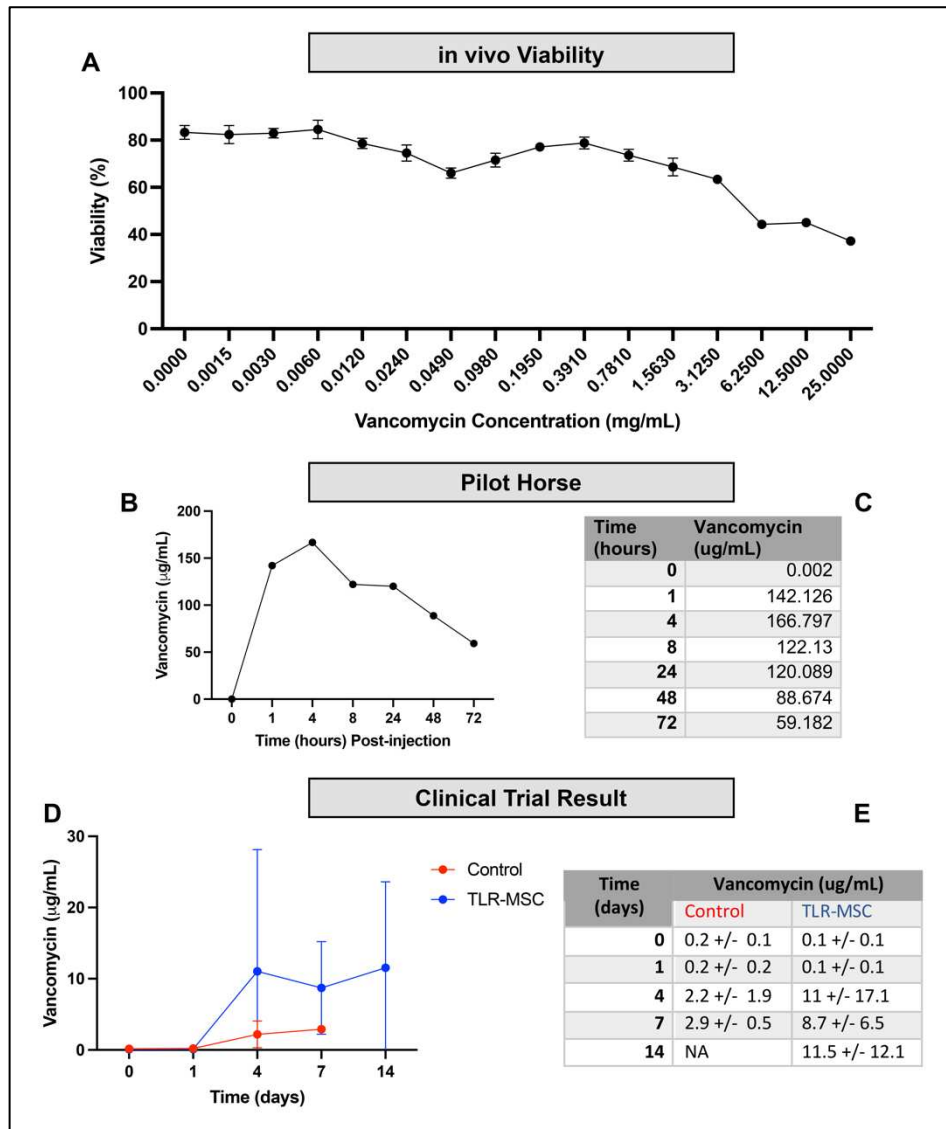 A
in vivo Viability
100
80
60
40
20
0
Viability (%)
0.0000
0.0015
0.0030
0.0060
0.0120
0.0240
0.0490
0.0980
0.1950
0.3910
0.7810
1.5630
3.1250
6.2500
12.5000
25.0000
Vancomycin Concentration (mg/mL)
Pilot Horse
B
200
150
100
50
0
Vancomycin (μg/mL)
0 1 4 8 24 48 72
Time (hours) Post-injection
C
Time (hours) Vancomycin (ug/mL)
0 0.002
1 142.126
4 166.797
8 122.13
24 120.089
48 88.674
72 59.182
Clinical Trial Result
D
30
20
10
0
Vancomycin (μg/mL)
0 1 4 7 14
Time (days)
Control
TLR-MSC
E
Time (days) Vancomycin (ug/mL)
Control TLR-MSC
0 0.2 +/- 0.1 0.1 +/- 0.1
1 0.2 +/- 0.2 0.1 +/- 0.1
4 2.2 +/- 1.9 11 +/- 17.1
7 2.9 +/- 0.5 8.7 +/- 6.5
14 NA 11.5 +/- 12.1